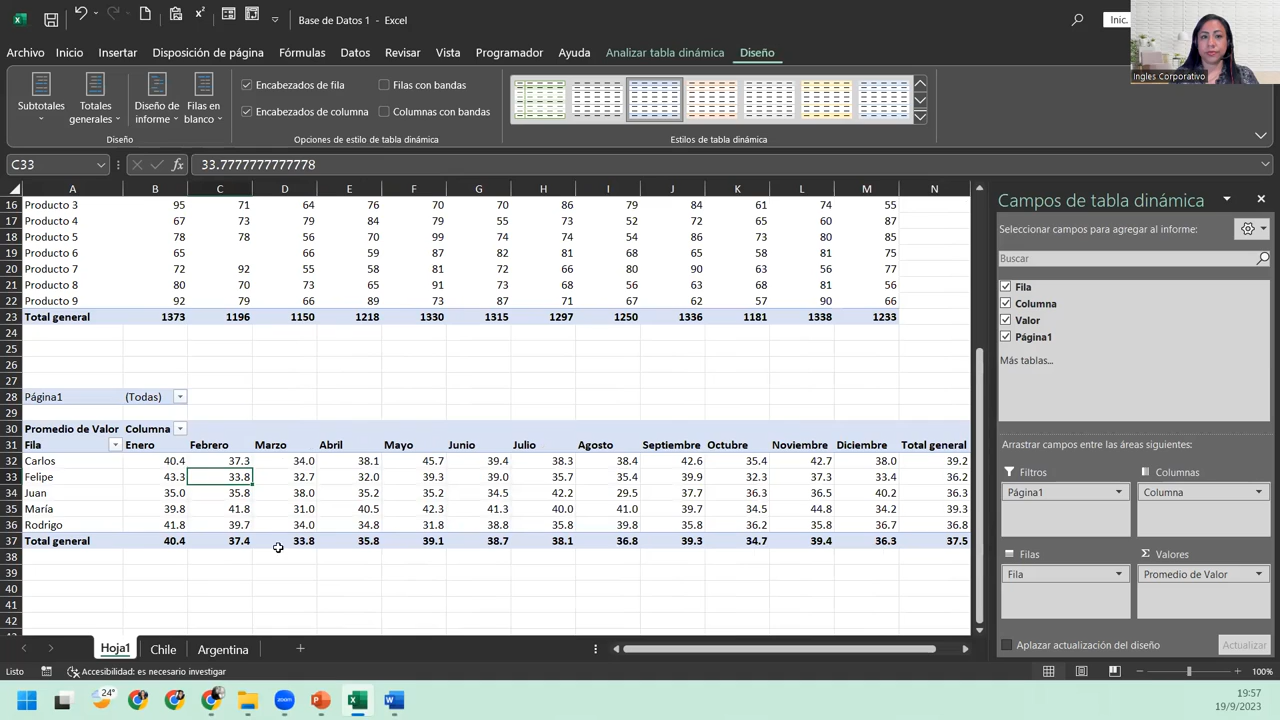 Base de Datos 1 - Excel
Inic.
Archivo Inicio Insertar Disposición de página Fórmulas Datos Revisar Vista Programador Ayuda Analizar tabla dinámica Diseño
Ingles Corporativo
Encabezados de fila
Encabezados de columna
Columnas con bandas
Subtotales
Totales generales
Diseño de informe
Filas en blanco
Diseño
Opciones de estilo de tabla dinámica
Estilos de tabla dinámica
C33 fx 33.7777777777778
A B C D E F G H I J K L M N
16 Producto 3 95 71 64 76 70 70 86 79 84 61 74 55
17 Producto 4 67 73 79 84 79 55 73 52 72 65 60 87
18 Producto 5 78 78 56 70 99 74 74 54 86 73 80 85
19 Producto 6 65 66 59 87 82 81 68 65 58 81 75
20 Producto 7 72 92 55 58 81 72 66 80 90 63 56 77
21 Producto 8 80 70 73 65 91 73 68 56 63 68 81 56
22 Producto 9 92 79 66 89 73 87 71 67 62 57 90 66
23 Total general 1373 1196 1150 1218 1330 1315 1297 1250 1336 1181 1338 1233
24
25
26
27
28 Página1 (Todas)
29
30 Promedio de Valor Columna
31 Fila Enero Febrero Marzo Abril Mayo Junio Julio Agosto Septiembre Octubre Noviembre Diciembre Total general
32 Carlos 40.4 37.3 34.0 38.1 45.7 39.4 38.3 38.4 42.6 35.4 42.7 38.0 39.2
33 Felipe 43.3 33.8 32.7 32.0 39.3 39.0 35.7 35.4 39.9 32.3 37.3 33.4 36.2
34 Juan 35.0 35.8 38.0 35.2 35.2 34.5 42.2 29.5 37.7 36.3 36.5 40.2 36.3
35 María 39.8 41.8 31.0 40.5 42.3 41.3 40.0 41.0 39.7 34.5 44.8 34.2 39.3
36 Rodrigo 41.8 39.7 34.0 34.8 31.8 38.8 35.8 39.8 35.8 36.2 35.8 36.7 36.8
37 Total general 40.4 37.4 33.8 35.8 39.1 38.7 38.1 36.8 39.3 34.7 39.4 36.3 37.5
38
39
40
41
42
Campos de tabla dinámica
Seleccionar campos para agregar al informe:
Buscar
Fila
Columna
Valor
Página1
Más tablas...
Arrastrar campos entre las áreas siguientes:
Filtros
Página1
Columnas
Columna
Filas
Fila
Σ Valores
Promedio de Valor
Aplazar actualización del diseño
Actualizar
Hoja1 Chile Argentina
Listo
Accesibilidad: es necesario investigar
100%
24°
zoom
19:57
19/9/2023